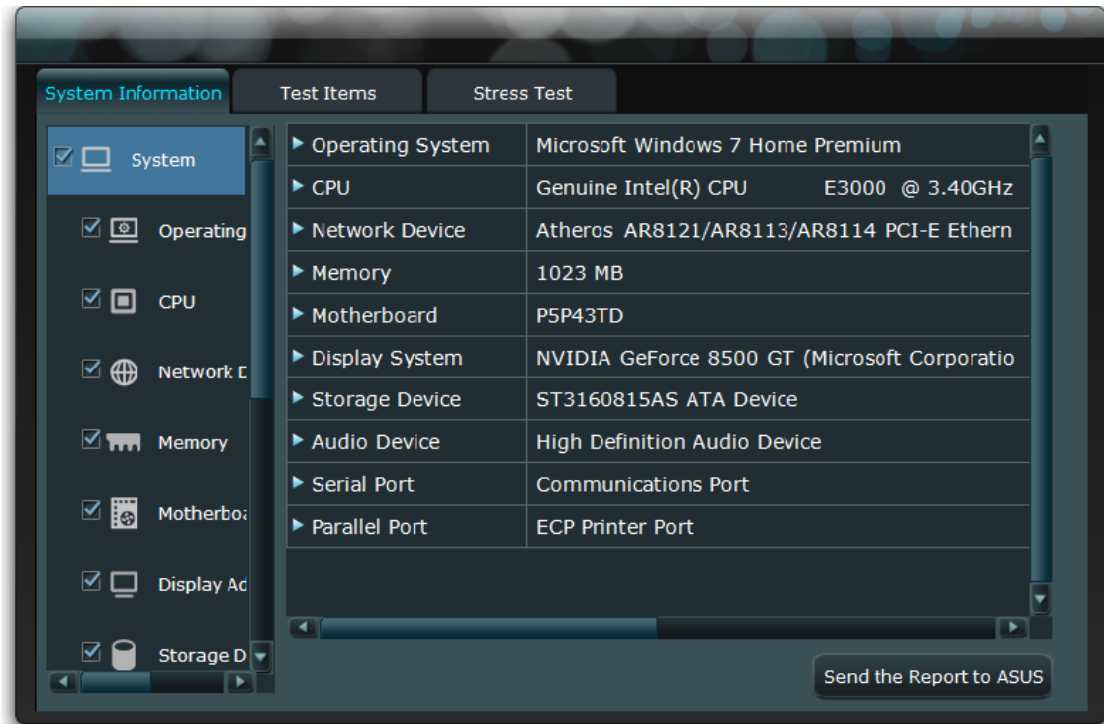 System Information
Test Items
Stress Test
System
Operating
CPU
Network D
Memory
Motherboa
Display Ad
Storage D
Operating System Microsoft Windows 7 Home Premium
CPU Genuine Intel(R) CPU E3000 @ 3.40GHz
Network Device Atheros AR8121/AR8113/AR8114 PCI-E Ethern
Memory 1023 MB
Motherboard P5P43TD
Display System NVIDIA GeForce 8500 GT (Microsoft Corporatio
Storage Device ST3160815AS ATA Device
Audio Device High Definition Audio Device
Serial Port Communications Port
Parallel Port ECP Printer Port
Send the Report to ASUS